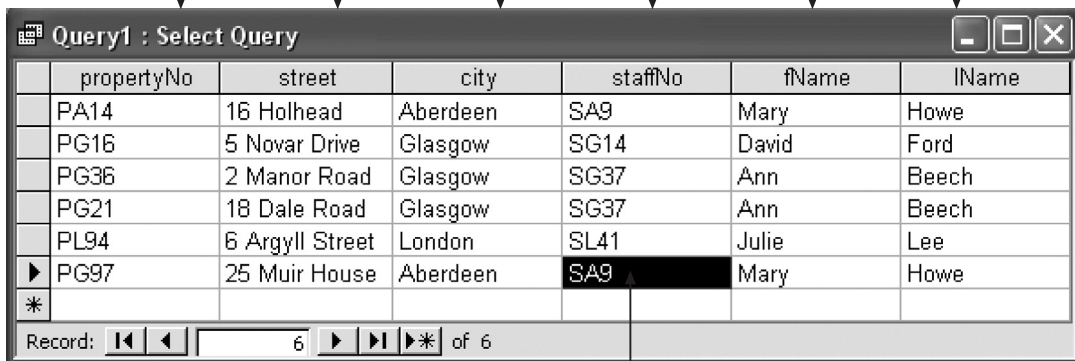 Query1 : Select Query
propertyNo street city staffNo fName lName
PA14 16 Holhead Aberdeen SA9 Mary Howe
PG16 5 Novar Drive Glasgow SG14 David Ford
PG36 2 Manor Road Glasgow SG37 Ann Beech
PG21 18 Dale Road Glasgow SG37 Ann Beech
PL94 6 Argyll Street London SL41 Julie Lee
PG97 25 Muir House Aberdeen SA9 Mary Howe
Record: 6 of 6